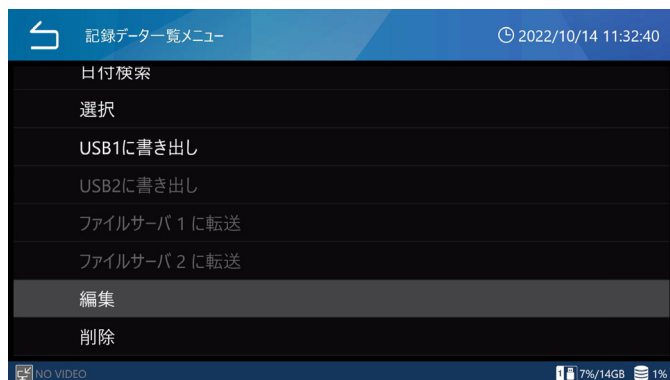 記録データ一覧メニュー
2022/10/14 11:32:40
日付検索
選択
USB1に書き出し
USB2に書き出し
ファイルサーバ 1 に転送
ファイルサーバ 2 に転送
編集
削除
NO VIDEO
1 7%/14GB 1%